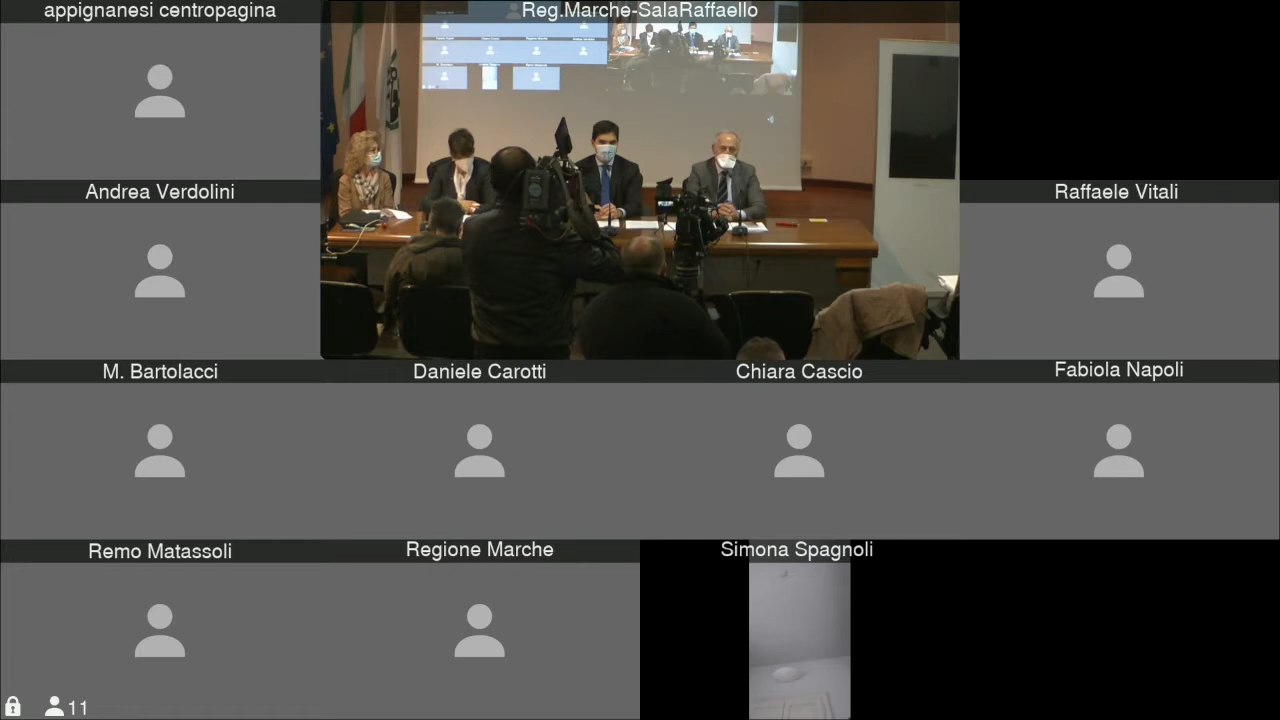 appignanesi centropagina
Reg.Marche-SalaRaffaello
Andrea Verdolini
Raffaele Vitali
M. Bartolacci
Daniele Carotti
Chiara Cascio
Fabiola Napoli
Remo Matassoli
Regione Marche
Simona Spagnoli
11